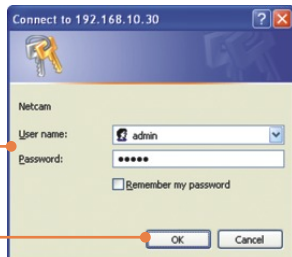 Connect to 192.168.10.30
Netcam
User name: admin
Password: •••••
Remember my password
OK Cancel